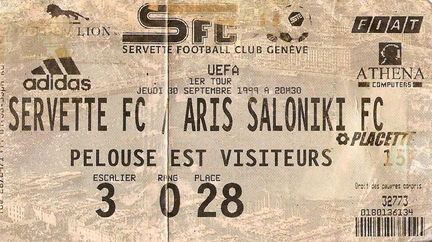 LION
SFC
FIAT
SERVETTE FOOTBALL CLUB GENÈVE
adidas
UEFA
1ER TOUR
JEUDI 30 SEPTEMBRE 1999 A 20H30
ATHENA
COMPUTERS
SERVETTE FC / ARIS SALONIKI FC
PLACETTE
PELOUSE EST VISITEURS
15
ESCALIER RANG PLACE
3 0 28
Droit des pauvres compris
32773
0180136134